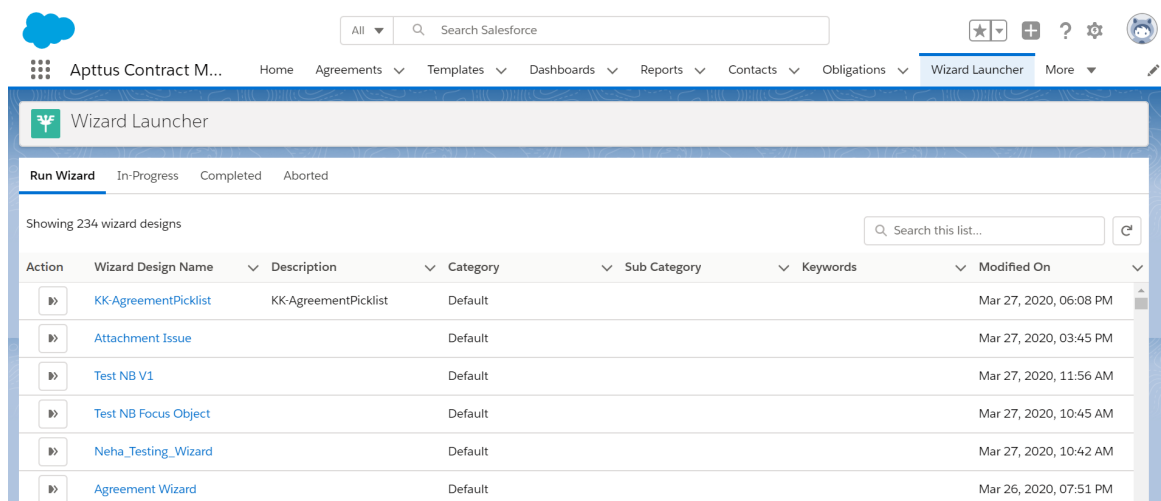 All Search Salesforce
Apttus Contract M... Home Agreements Templates Dashboards Reports Contacts Obligations Wizard Launcher More
Wizard Launcher
Run Wizard In-Progress Completed Aborted
Showing 234 wizard designs Search this list...
Action Wizard Design Name Description Category Sub Category Keywords Modified On
KK-AgreementPicklist KK-AgreementPicklist Default Mar 27, 2020, 06:08 PM
Attachment Issue Default Mar 27, 2020, 03:45 PM
Test NB V1 Default Mar 27, 2020, 11:56 AM
Test NB Focus Object Default Mar 27, 2020, 10:45 AM
Neha_Testing_Wizard Default Mar 27, 2020, 10:42 AM
Agreement Wizard Default Mar 26, 2020, 07:51 PM